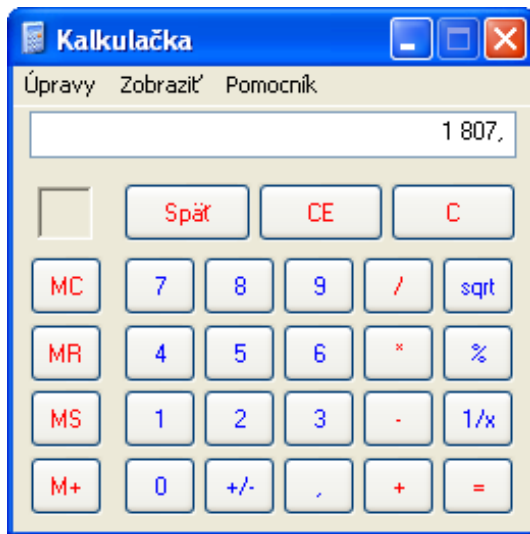 Kalkulačka
Úpravy Zobraziť Pomocník
1 807,
Späť CE C
MC 7 8 9 / sqrt
MR 4 5 6 * %
MS 1 2 3 - 1/x
M+ 0 +/- , + =